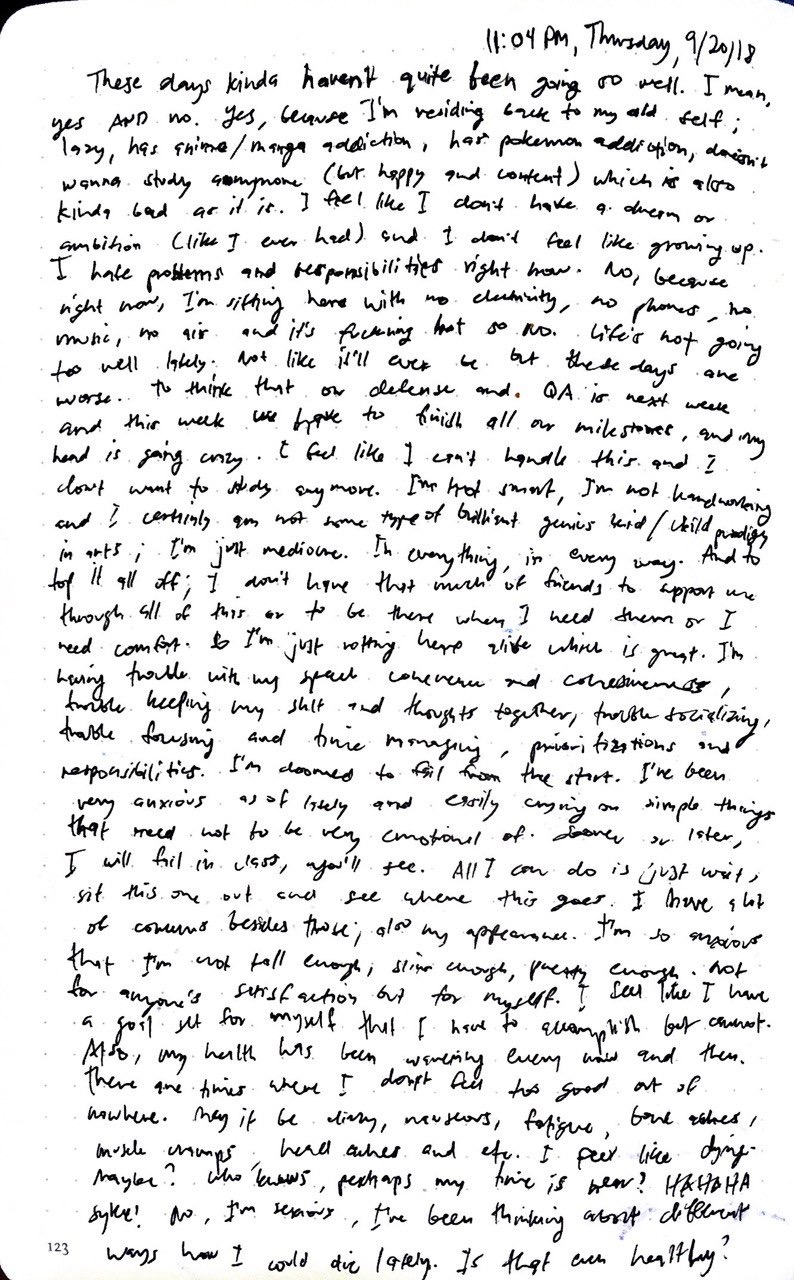 11:04 PM, Thursday, 9/20/18
These days kinda haven't quite been going so well. I mean,
yes AND no. Yes, because I'm residing back to my old self;
lazy, has anime/manga addiction, has pokemon addiction, doesn't
wanna study anymore (but happy and content) which is also
kinda bad as it is. I feel like I don't have a dream or
ambition (like I ever had) and I don't feel like growing up.
I hate problems and responsibilities right now. No, because
right now, I'm sitting here with no electricity, no phones, no
music, no air and it's fucking hot so no. Life's not going
too well lately. Not like it'll ever be but these days are
worse. To think that our defense and. QA is next week
and this week we have to finish all our milestones, and my
head is going crazy. I feel like I can't handle this and I
don't want to study anymore. I'm not smart, I'm not hardworking
and I certainly am not some type of brilliant genius kid/child prodigy
in arts; I'm just mediocre. In everything, in every way. And to
top it all off; I don't have that much of friends to support me
through all of this or to be there when I need them or I
need comfort. So I'm just rotting here alive which is great. I'm
having trouble with my speech coherence and cohesiveness,
trouble keeping my shit and thoughts together, trouble socializing,
trouble focusing and time managing, prioritizations and
responsibilities. I'm doomed to fail from the start. I've been
very anxious as of lately and easily crying on simple things
that need not to be very emotional of. Sooner or later,
I will fail in class, you'll see. All I can do is just wait,
sit this one out and see where this goes. I have a lot
of concerns besides those; also my appearance. I'm so anxious
that I'm not tall enough, slim enough, pretty enough. Not
for anyone's satisfaction but for myself. I feel like I have
a goal set for myself that I have to accomplish but cannot.
Also, my health has been wavering every now and then.
There are times where I don't feel too good out of
nowhere. May it be dizzy, nauseous, fatigue, bone aches,
muscle cramps, head aches and etc. I feel like dying.
Maybe? Who knows, perhaps my time is near? HAHAHA
syke! No, I'm serious, I've been thinking about different
ways how I could die lately. Is that even healthy?
123